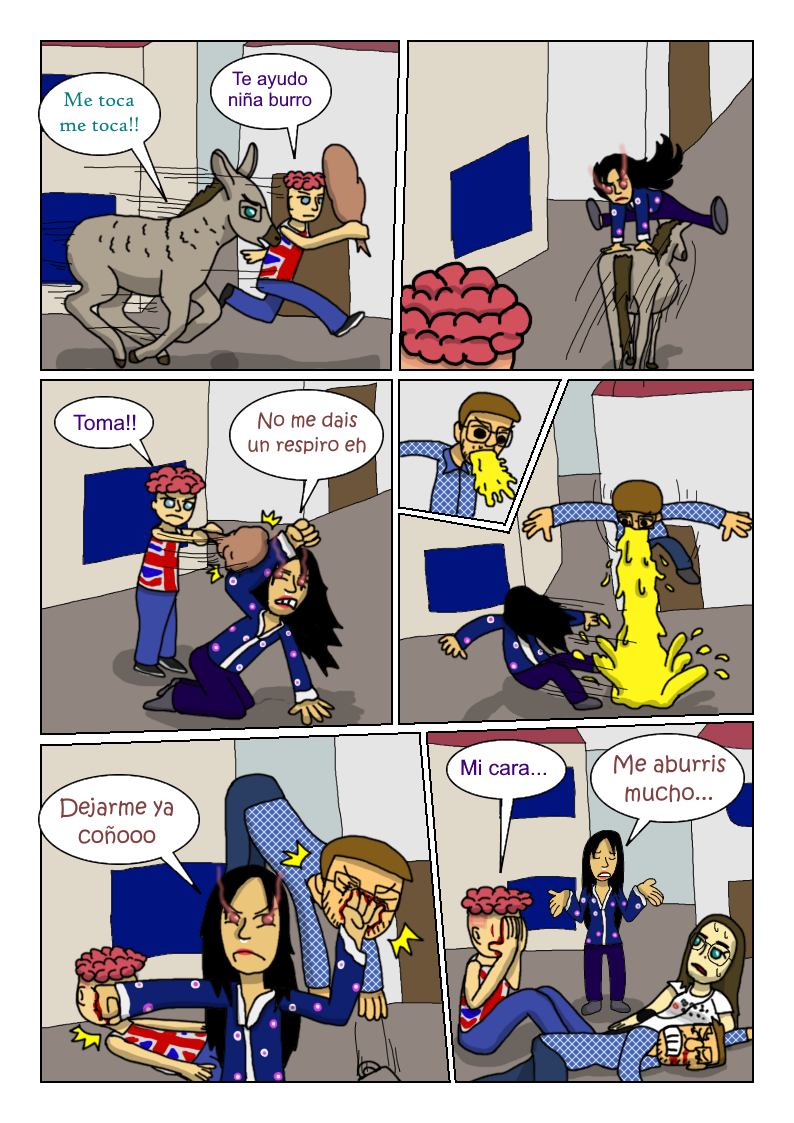 Me toca
me toca!!
Te ayudo
niña burro
Toma!!
No me dais
un respiro eh
Dejarme ya
coñooo
Mi cara...
Me aburris
mucho...